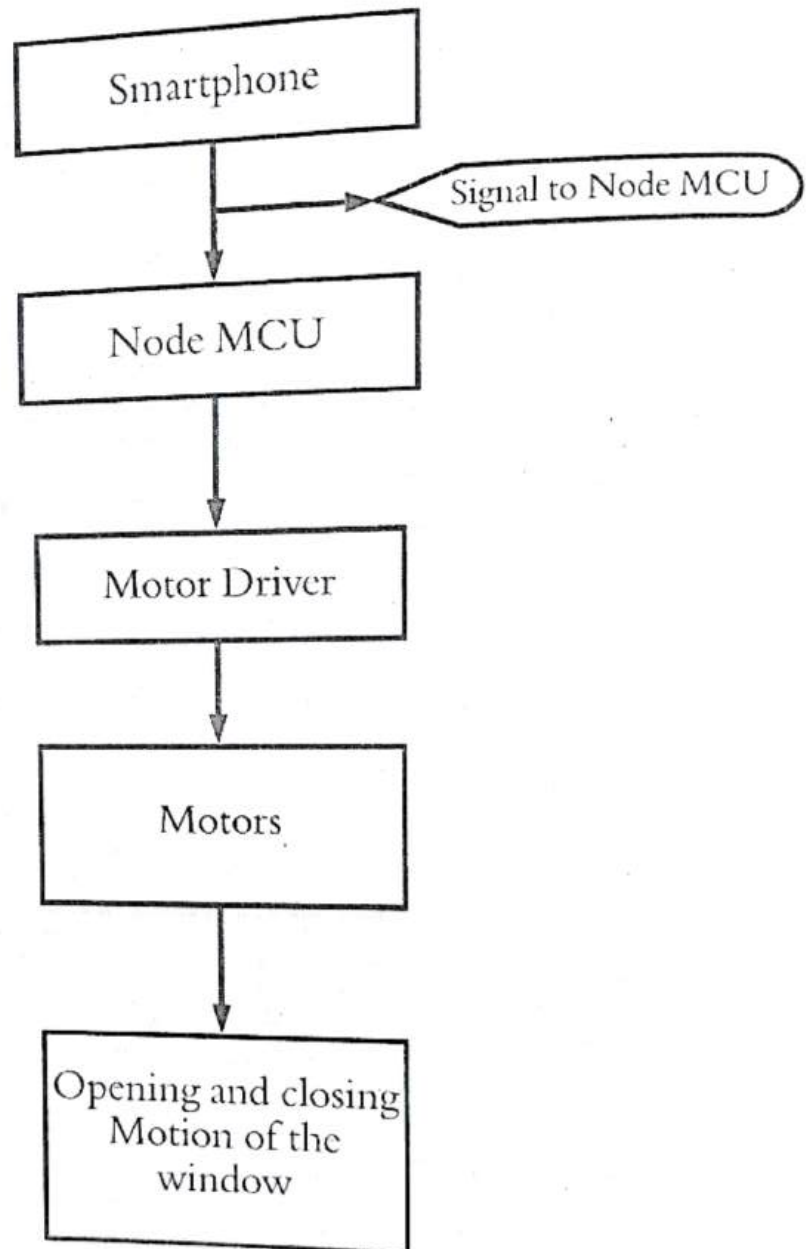 Smartphone
Signal to Node MCU
Node MCU
Motor Driver
Motors
Opening and closing
Motion of the
window